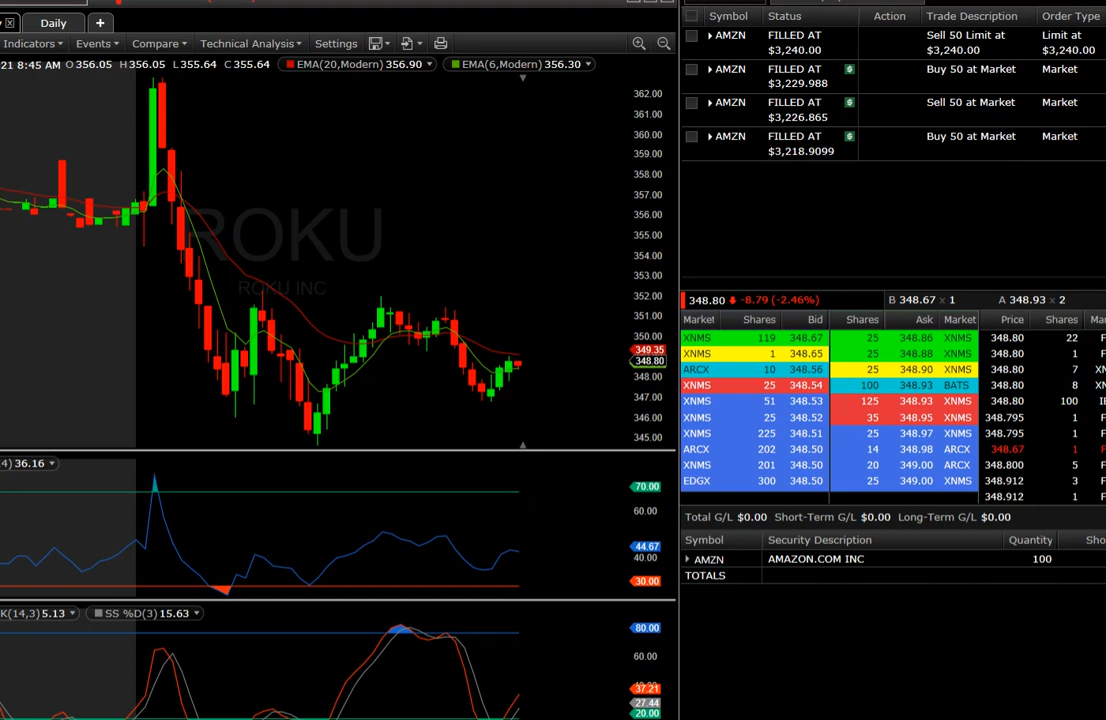 Daily +
Indicators Events Compare Technical Analysis Settings
21 8:45 AM O 356.05 H 356.05 L 355.64 C 355.64 EMA(20,Modern) 356.90 EMA(6,Modern) 356.30
362.00
361.00
360.00
359.00
358.00
357.00
356.00
355.00
354.00
353.00
352.00
351.00
350.00
349.35
348.80
348.00
347.00
346.00
345.00
ROKU
ROKU INC
4) 36.16
70.00
60.00
44.67
40.00
30.00
K(14,3) 5.13 SS %D(3) 15.63
80.00
60.00
37.21
27.44
20.00
Symbol Status Action Trade Description Order Type
AMZN FILLED AT Sell 50 Limit at Limit at
$3,240.00 $3,240.00 $3,240.00
AMZN FILLED AT $ Buy 50 at Market Market
$3,229.988
AMZN FILLED AT $ Sell 50 at Market Market
$3,226.865
AMZN FILLED AT $ Buy 50 at Market Market
$3,218.9099
348.80 -8.79 (-2.46%) B 348.67 x 1 A 348.93 x 2
Market Shares Bid Shares Ask Market Price Shares Ma
XNMS 119 348.67 25 348.86 XNMS 348.80 22 F
XNMS 1 348.65 25 348.88 XNMS 348.80 1 F
ARCX 10 348.56 25 348.90 XNMS 348.80 7 X
XNMS 25 348.54 100 348.93 BATS 348.80 8 X
XNMS 51 348.53 125 348.93 XNMS 348.80 100 IE
XNMS 25 348.52 35 348.95 XNMS 348.795 1 F
XNMS 225 348.51 25 348.97 XNMS 348.795 1 F
ARCX 202 348.50 14 348.98 ARCX 348.67 1 F
XNMS 201 348.50 20 349.00 ARCX 348.800 5 F
EDGX 300 348.50 25 349.00 XNMS 348.912 3 F
348.912 1 F
Total G/L $0.00 Short-Term G/L $0.00 Long-Term G/L $0.00
Symbol Security Description Quantity Sho
AMZN AMAZON.COM INC 100
TOTALS